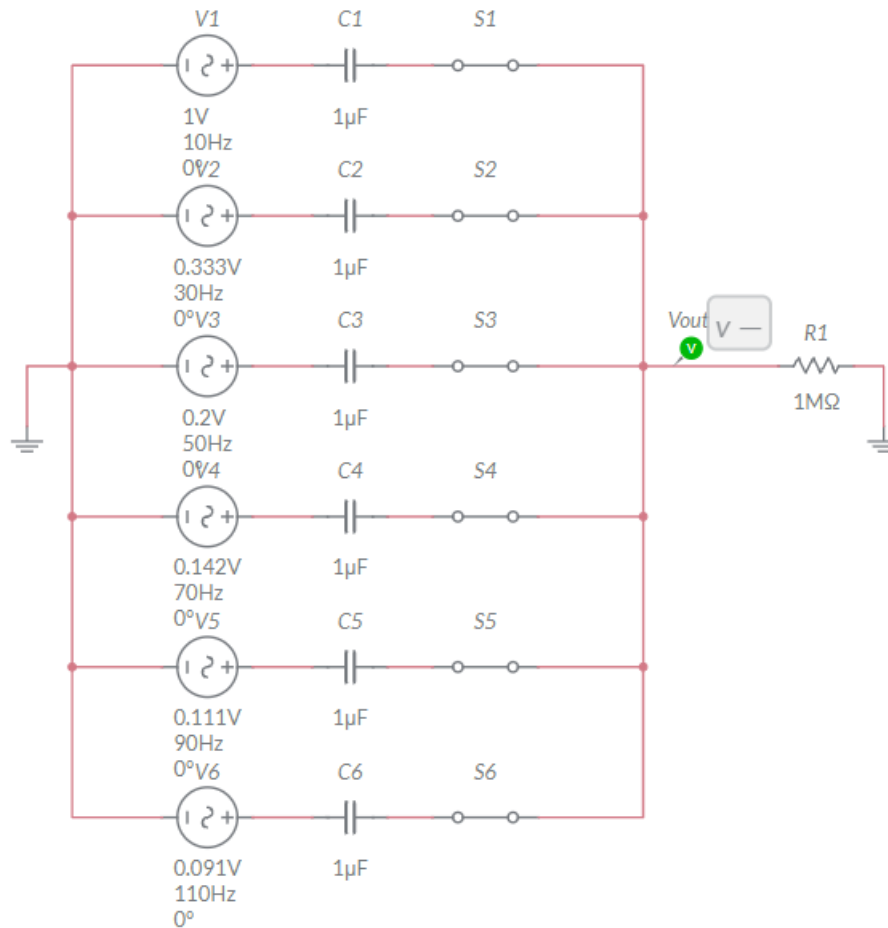 V1 C1 S1
1V 1µF
10Hz
0°
V2 C2 S2
0.333V 1µF
30Hz
0°
V3 C3 S3
Vout V — R1
V
0.2V 1µF 1MΩ
50Hz
0°
V4 C4 S4
0.142V 1µF
70Hz
0°
V5 C5 S5
0.111V 1µF
90Hz
0°
V6 C6 S6
0.091V 1µF
110Hz
0°